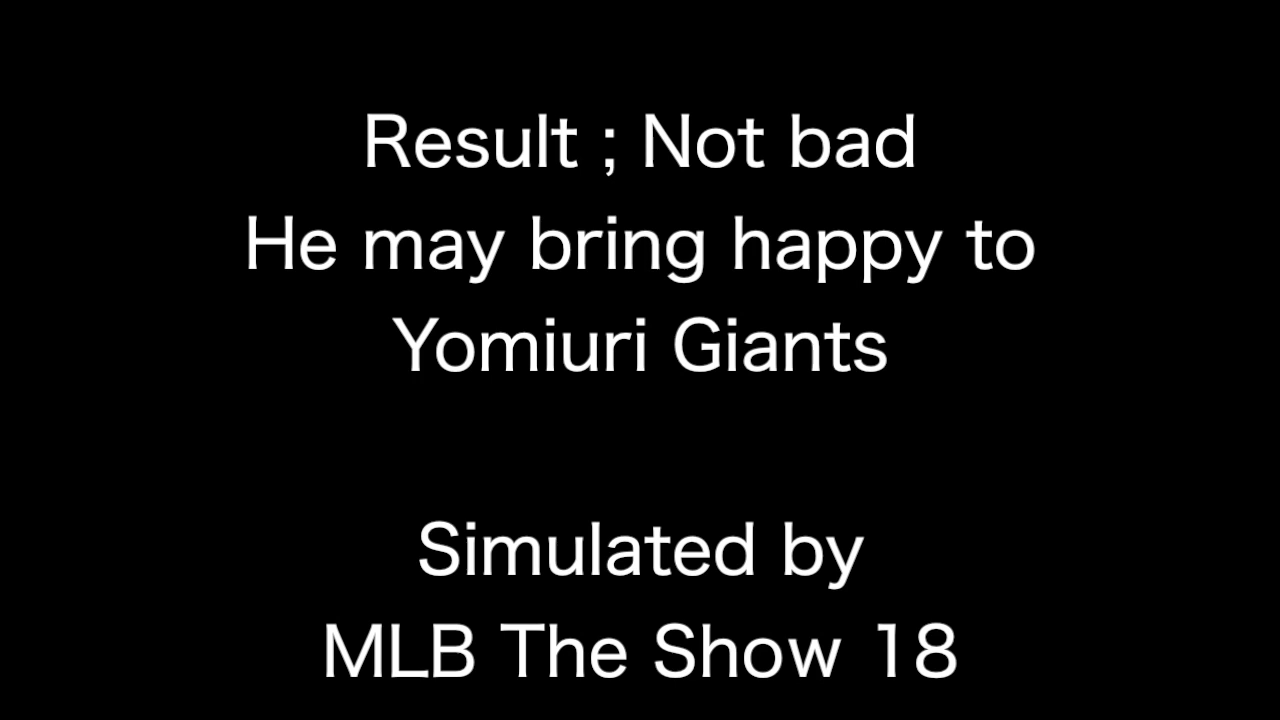 Result ; Not bad
He may bring happy to
Yomiuri Giants
Simulated by
MLB The Show 18